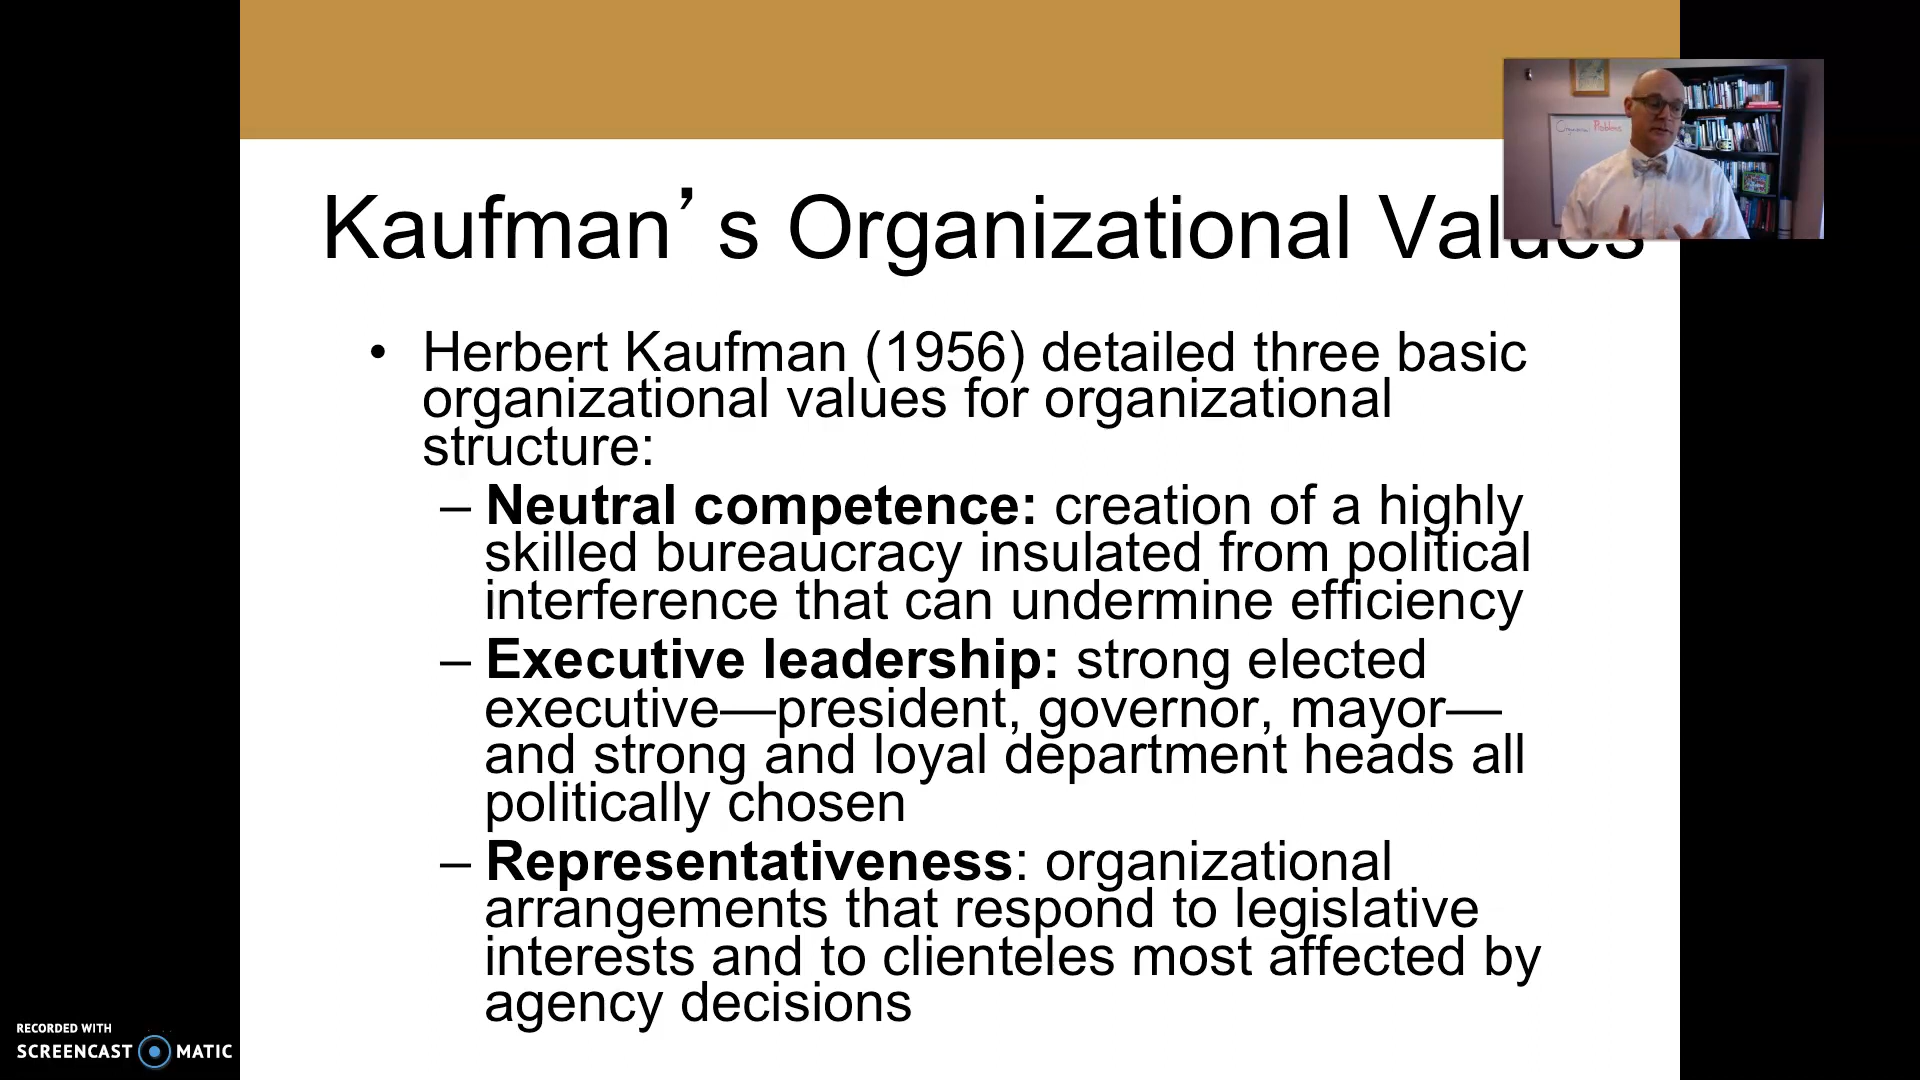 Kaufman’s Organizational Values
• Herbert Kaufman (1956) detailed three basic
organizational values for organizational
structure:
– Neutral competence: creation of a highly
skilled bureaucracy insulated from political
interference that can undermine efficiency
– Executive leadership: strong elected
executive—president, governor, mayor—
and strong and loyal department heads all
politically chosen
– Representativeness: organizational
arrangements that respond to legislative
interests and to clienteles most affected by
agency decisions
Problems
RECORDED WITH
SCREENCAST MATIC